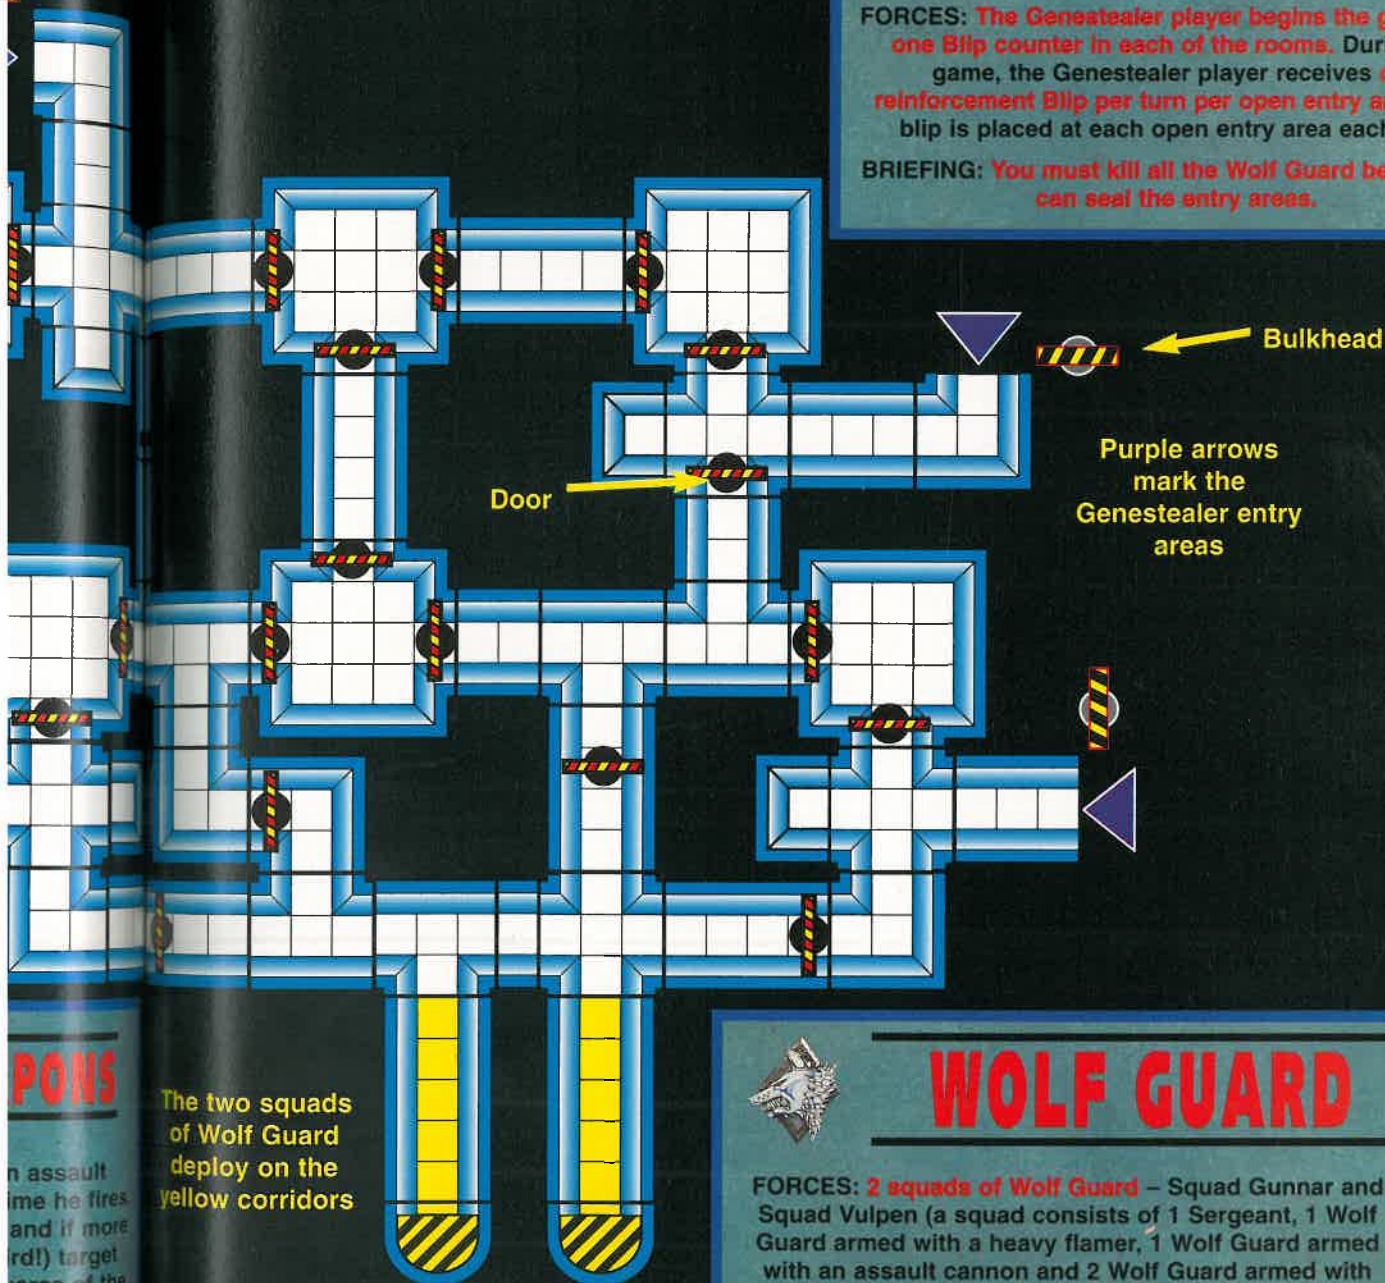 FORCES: The Genestealer player begins the
one Blip counter in each of the rooms.
game, the Genestealer player receives
reinforcement Blip per turn per open entry
blip is placed at each open entry area
BRIEFING: You must kill all the Wolf Guard
can seal the entry areas.
Bulkhead
Purple arrows
mark the
Genestealer entry
areas
Door
The two squads
of Wolf Guard
deploy on the
yellow corridors
PONS
assault
ime he fires
and if more
rd!) target
of the
WOLF GUARD
FORCES: 2 squads of Wolf Guard – Squad Gunnar and
Squad Vulpen (a squad consists of 1 Sergeant, 1 Wolf
Guard armed with a heavy flamer, 1 Wolf Guard armed
with an assault cannon and 2 Wolf Guard armed with